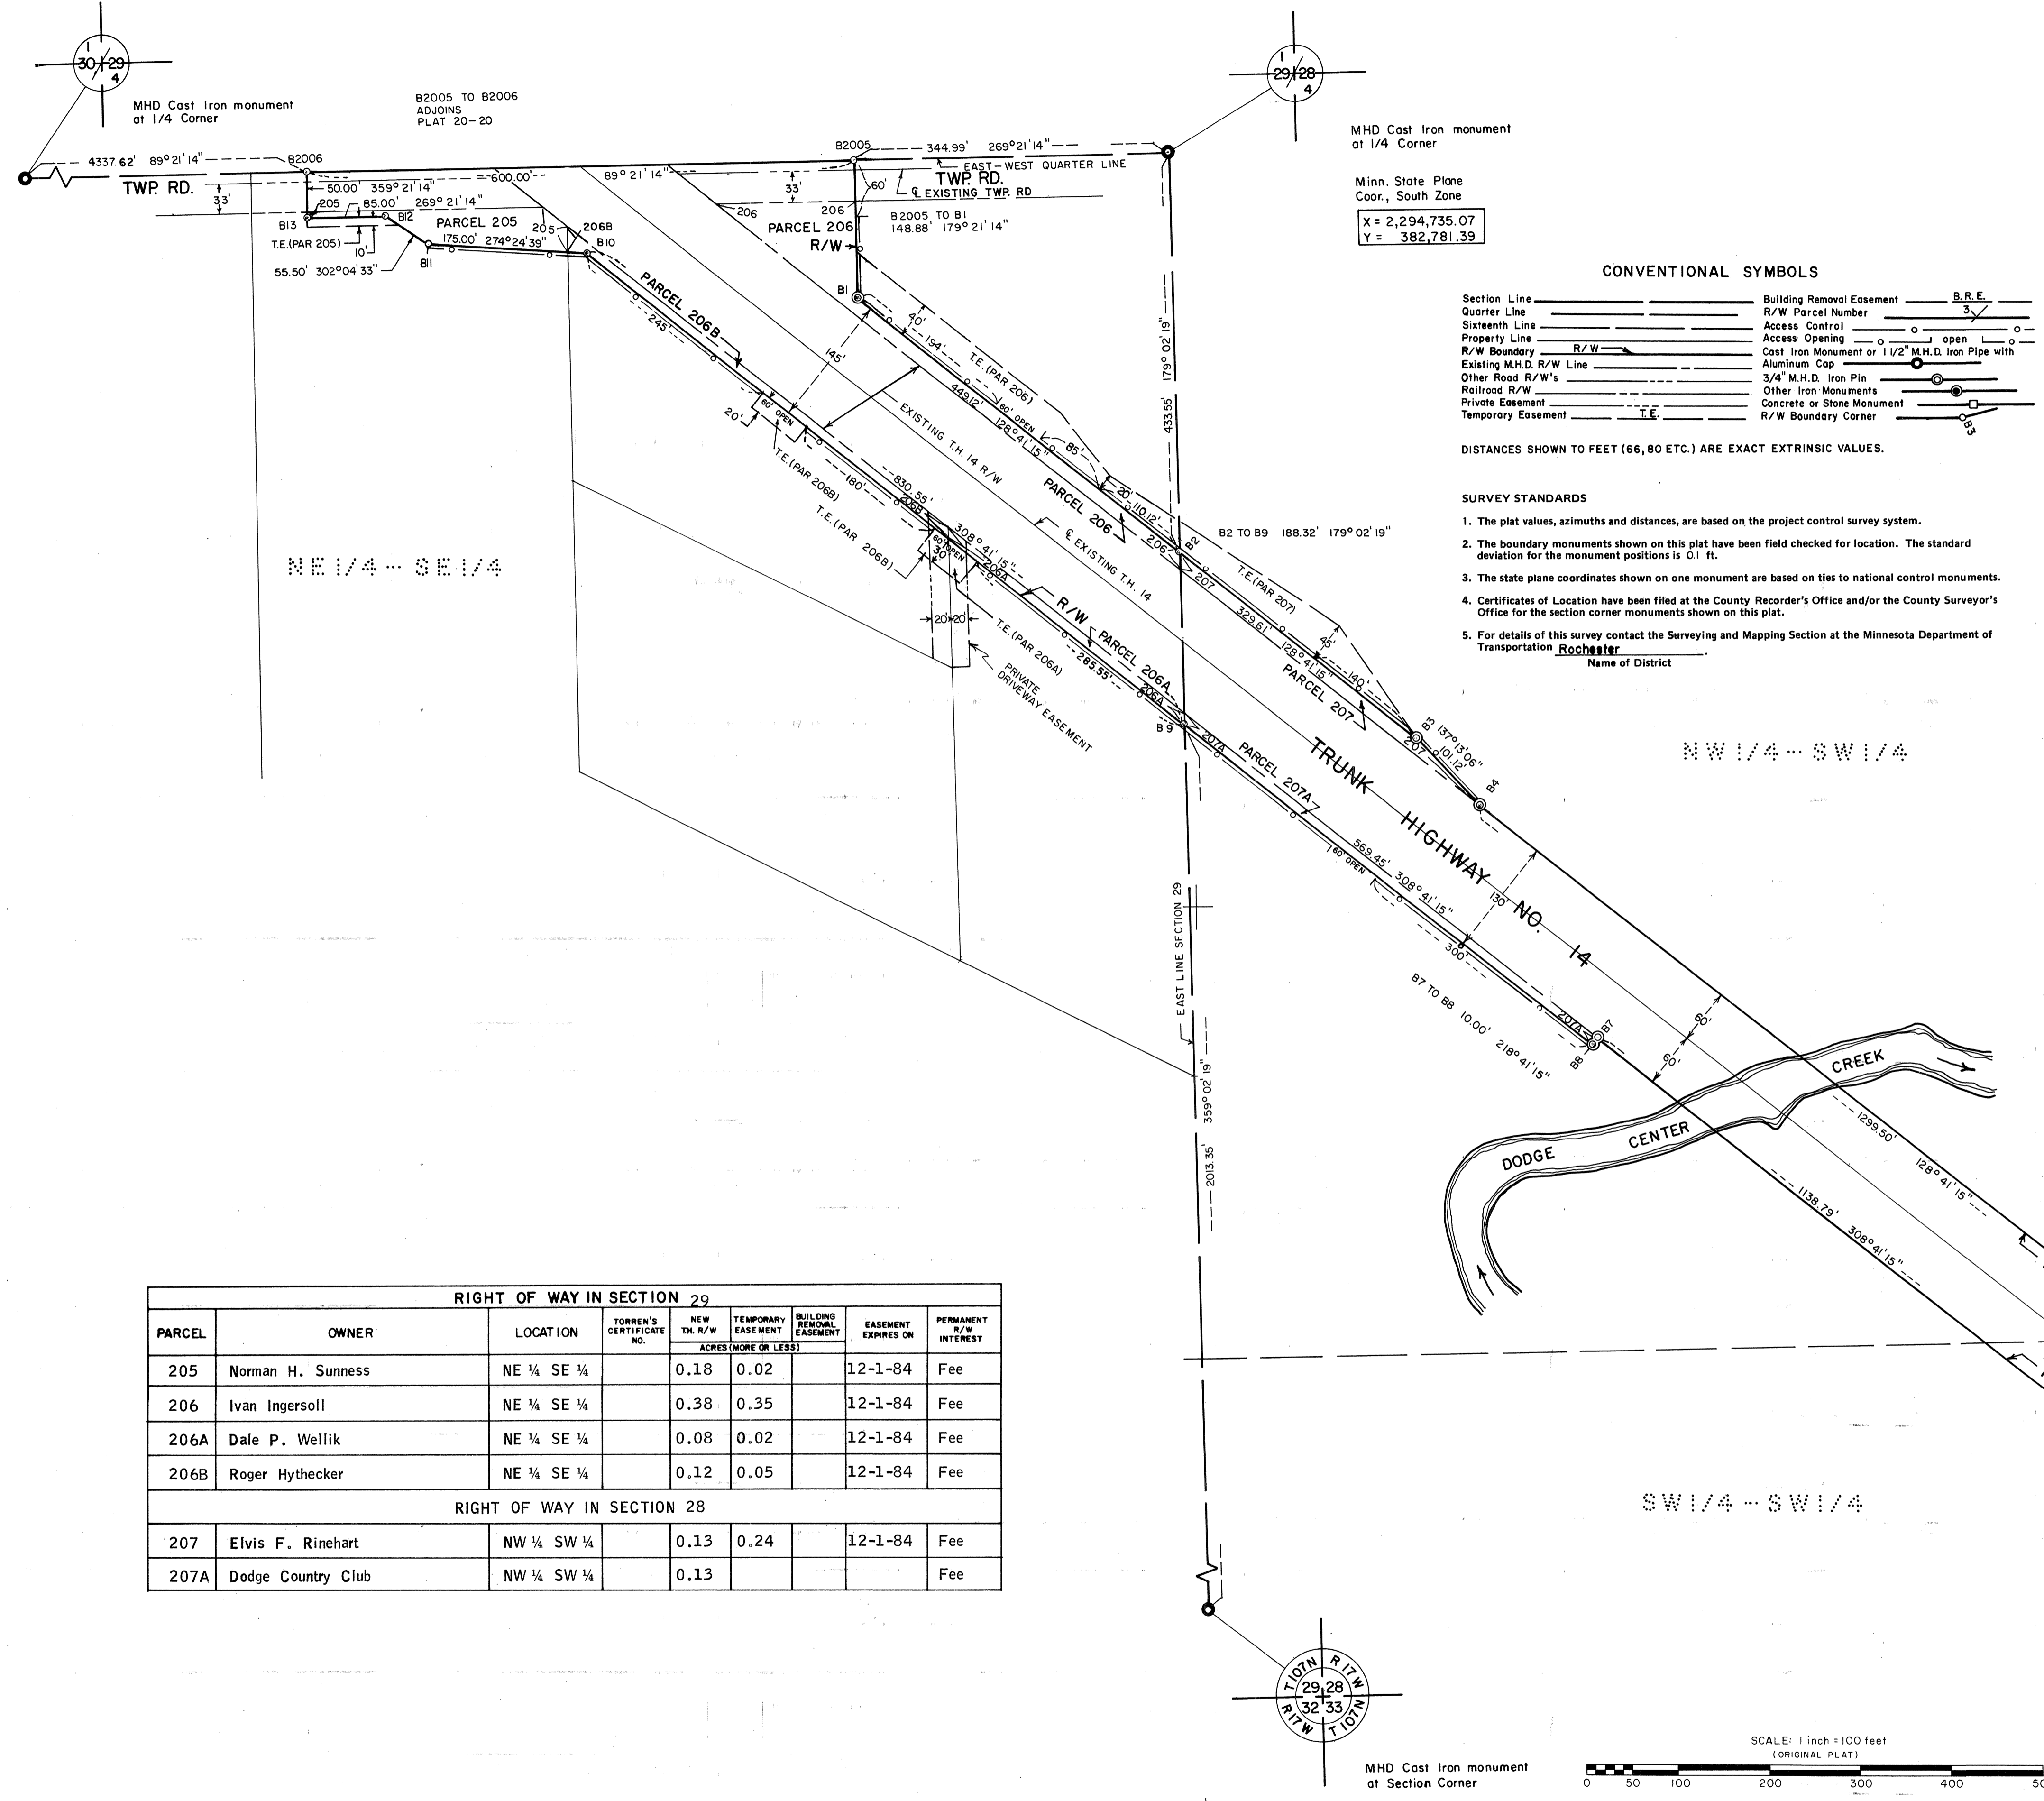 1
30 29
4
MHD Cast Iron monument
at 1/4 Corner
B2005 TO B2006
ADJOINS
PLAT 20-20
1
29 28
4
MHD Cast Iron monument
at 1/4 Corner
Minn. State Plane
Coor., South Zone
X = 2,294,735.07
Y = 382,781.39
4337.62' 89° 21' 14"
B2006
600.00'
89° 21' 14"
B2005
344.99' 269° 21' 14"
EAST-WEST QUARTER LINE
TWP. RD.
TWP. RD.
℄ EXISTING TWP. RD
33'
33'
60'
50.00' 359° 21' 14"
205
85.00' 269° 21' 14"
B13
B12
PARCEL 205
T.E.(PAR 205)
10'
175.00' 274° 24' 39"
205
206B
B10
B11
55.50' 302° 04' 33"
206
206
PARCEL 206
R/W
B2005 TO B1
148.88' 179° 21' 14"
B1
PARCEL 206B
245'
145'
40'
194'
T.E.(PAR 206)
449.12'
128° 41' 15"
60' OPEN
85'
20'
60' OPEN
T.E.(PAR 206B)
180'
T.E.(PAR 206B)
EXISTING T.H. 14 R/W
830.55'
308° 41' 15"
206B
60' OPEN
30'
206A
℄ EXISTING T.H. 14
PARCEL 206
20'
110.12'
206
B2
B2 TO B9 188.32' 179° 02' 19"
433.55' 179° 02' 19"
207
T.E.(PAR 207)
329.61'
128° 41' 15"
45'
140'
PARCEL 207
20' 20'
T.E.(PAR 206A)
PRIVATE
DRIVEWAY EASEMENT
R/W
PARCEL 206A
285.55'
206A
B9
207A
PARCEL 207A
207
B3
137° 13' 06"
101.12'
B4
TRUNK HIGHWAY NO. 14
569.45'
308° 41' 15"
60' OPEN
130'
300'
207A
B7
B8
B7 TO B8 10.00' 218° 41' 15"
60'
60'
NE1/4-SE1/4
NW1/4-SW1/4
SW1/4-SW1/4
EAST LINE SECTION 29
2013.35' 359° 02' 19"
DODGE CENTER CREEK
1299.50' 128° 41' 15"
1138.79' 308° 41' 15"
CONVENTIONAL SYMBOLS
Section Line
Quarter Line
Sixteenth Line
Property Line
R/W Boundary R/W
Existing M.H.D. R/W Line
Other Road R/W's
Railroad R/W
Private Easement
Temporary Easement T.E.
Building Removal Easement B.R.E.
R/W Parcel Number 3
Access Control
Access Opening open
Cast Iron Monument or 1 1/2" M.H.D. Iron Pipe with
Aluminum Cap
3/4" M.H.D. Iron Pin
Other Iron Monuments
Concrete or Stone Monument
R/W Boundary Corner
B3
DISTANCES SHOWN TO FEET (66,80 ETC.) ARE EXACT EXTRINSIC VALUES.
SURVEY STANDARDS
1. The plat values, azimuths and distances, are based on the project control survey system.
2. The boundary monuments shown on this plat have been field checked for location. The standard
deviation for the monument positions is 0.1 ft.
3. The state plane coordinates shown on one monument are based on ties to national control monuments.
4. Certificates of Location have been filed at the County Recorder's Office and/or the County Surveyor's
Office for the section corner monuments shown on this plat.
5. For details of this survey contact the Surveying and Mapping Section at the Minnesota Department of
Transportation Rochester.
Name of District
RIGHT OF WAY IN SECTION 29
PARCEL OWNER LOCATION TORREN'S CERTIFICATE NO. NEW T.H. R/W TEMPORARY EASEMENT BUILDING REMOVAL EASEMENT EASEMENT EXPIRES ON PERMANENT R/W INTEREST
ACRES (MORE OR LESS)
205 Norman H. Sunness NE ¼ SE ¼ 0.18 0.02 12-1-84 Fee
206 Ivan Ingersoll NE ¼ SE ¼ 0.38 0.35 12-1-84 Fee
206A Dale P. Wellik NE ¼ SE ¼ 0.08 0.02 12-1-84 Fee
206B Roger Hythecker NE ¼ SE ¼ 0.12 0.05 12-1-84 Fee
RIGHT OF WAY IN SECTION 28
207 Elvis F. Rinehart NW ¼ SW ¼ 0.13 0.24 12-1-84 Fee
207A Dodge Country Club NW ¼ SW ¼ 0.13 Fee
T107N R17W
29 28
32 33
R17W T107N
MHD Cast Iron monument
at Section Corner
SCALE: 1 inch = 100 feet
(ORIGINAL PLAT)
0 50 100 200 300 400